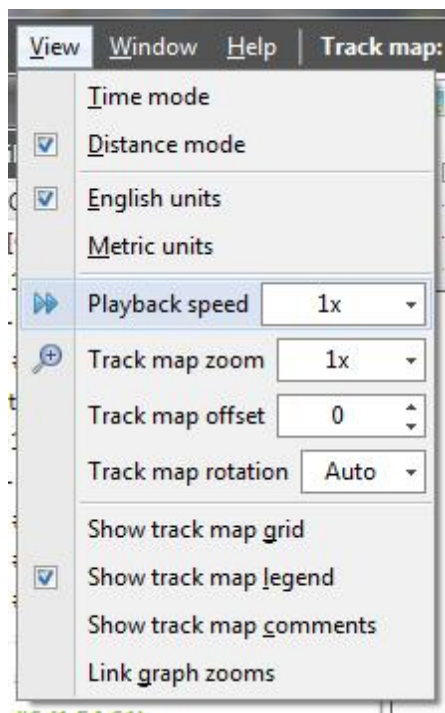 View Window Help Track map:
Time mode
Distance mode
English units
Metric units
Playback speed 1x
Track map zoom 1x
Track map offset 0
Track map rotation Auto
Show track map grid
Show track map legend
Show track map comments
Link graph zooms